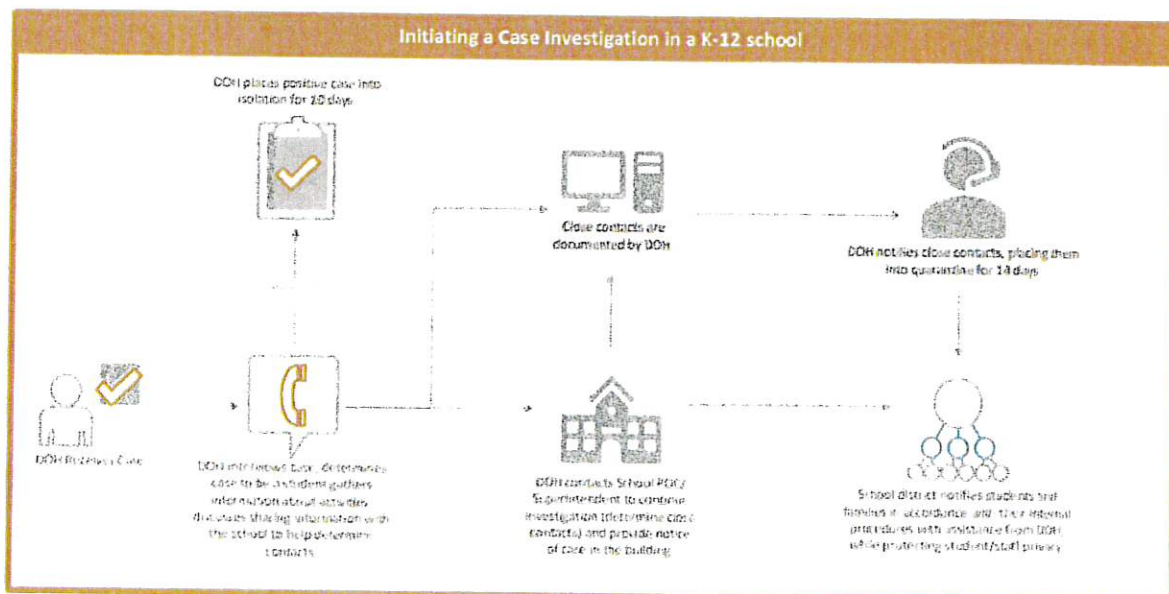 Initiating a Case Investigation in a K-12 school
DOH places positive case into
isolation for 10 days
Close contacts are
documented by DOH
DOH notifies close contacts, placing them
into quarantine for 14 days
DOH Receives Case
DOH interviews case, determines
case to be a student gathers
information about activities
discusses sharing information with
the school to help determine
contacts
DOH contacts School POC/
Superintendent to continue
investigation (determine close
contacts) and provide notice
of case in the building
School district notifies students and
families in accordance and their internal
procedures with assistance from DOH
while protecting student/staff privacy